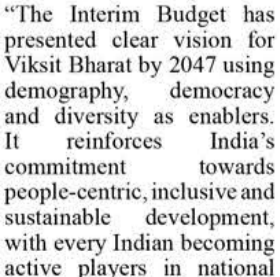 “The Interim Budget has
presented clear vision for
Viksit Bharat by 2047 using
demography, democracy
and diversity as enablers.
It reinforces India’s
commitment towards
people-centric, inclusive and
sustainable development,
with every Indian becoming
active players in national